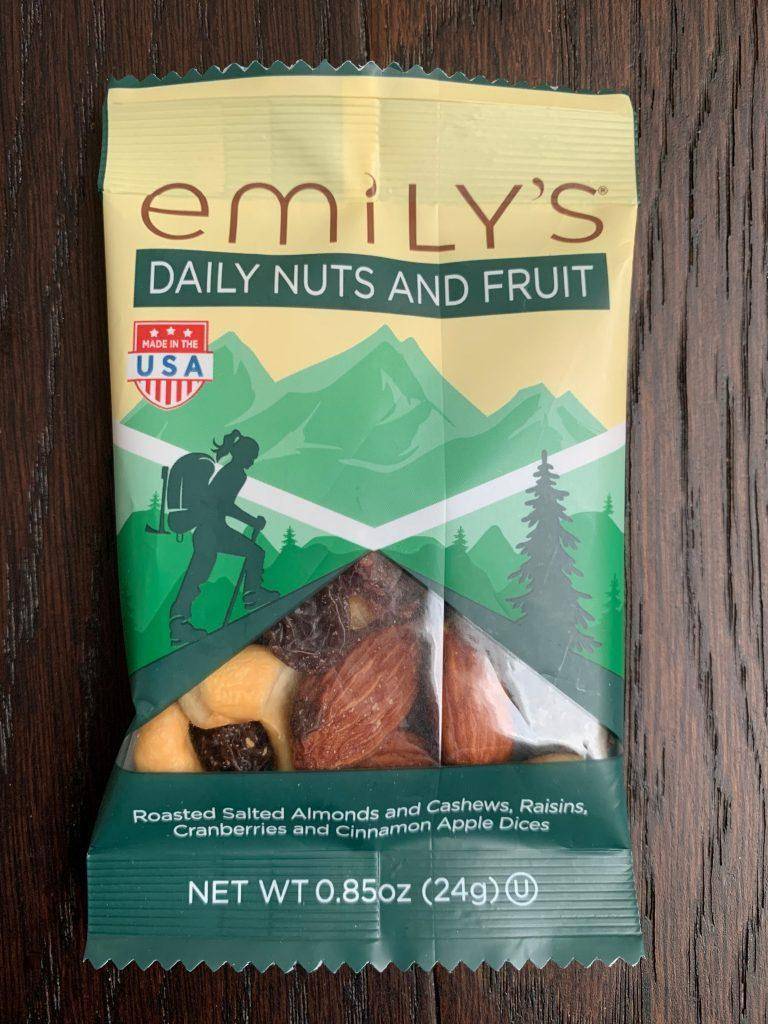 emiLY'S®
DAILY NUTS AND FRUIT
MADE IN THE
USA
Roasted Salted Almonds and Cashews, Raisins,
Cranberries and Cinnamon Apple Dices
NET WT 0.85oz (24g) Ⓤ